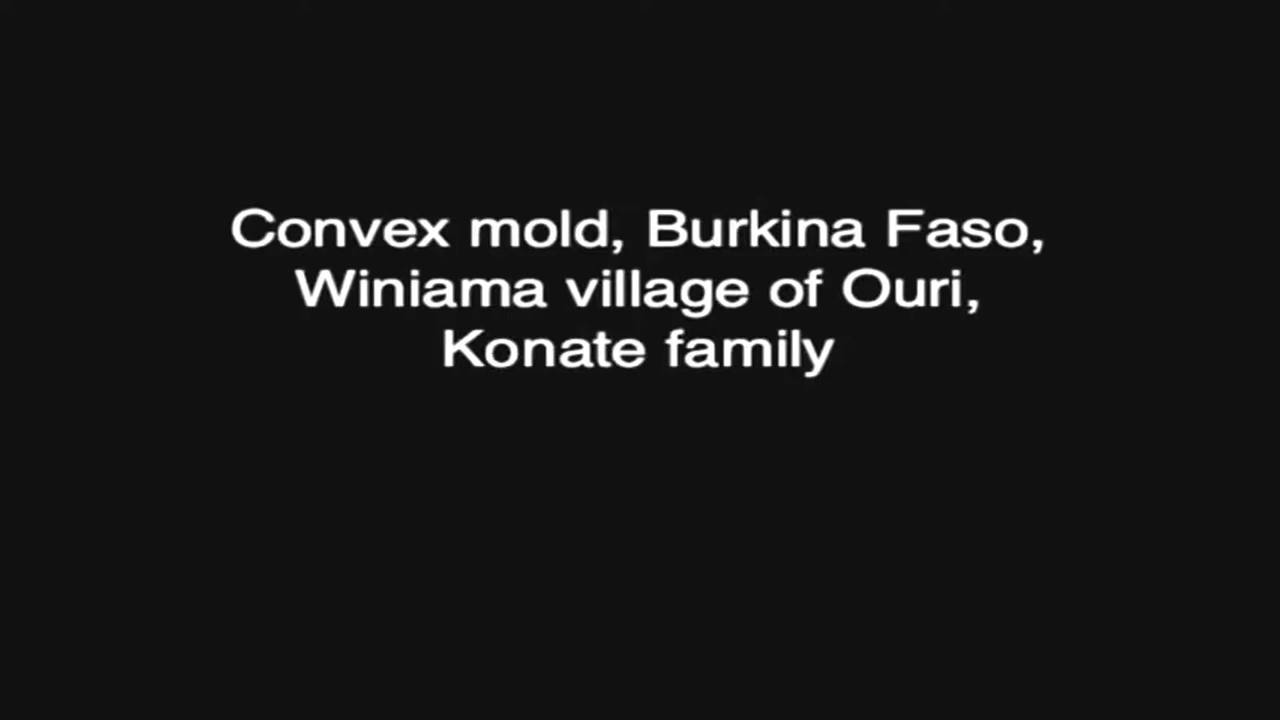 Convex mold, Burkina Faso,
Winiama village of Ouri,
Konate family